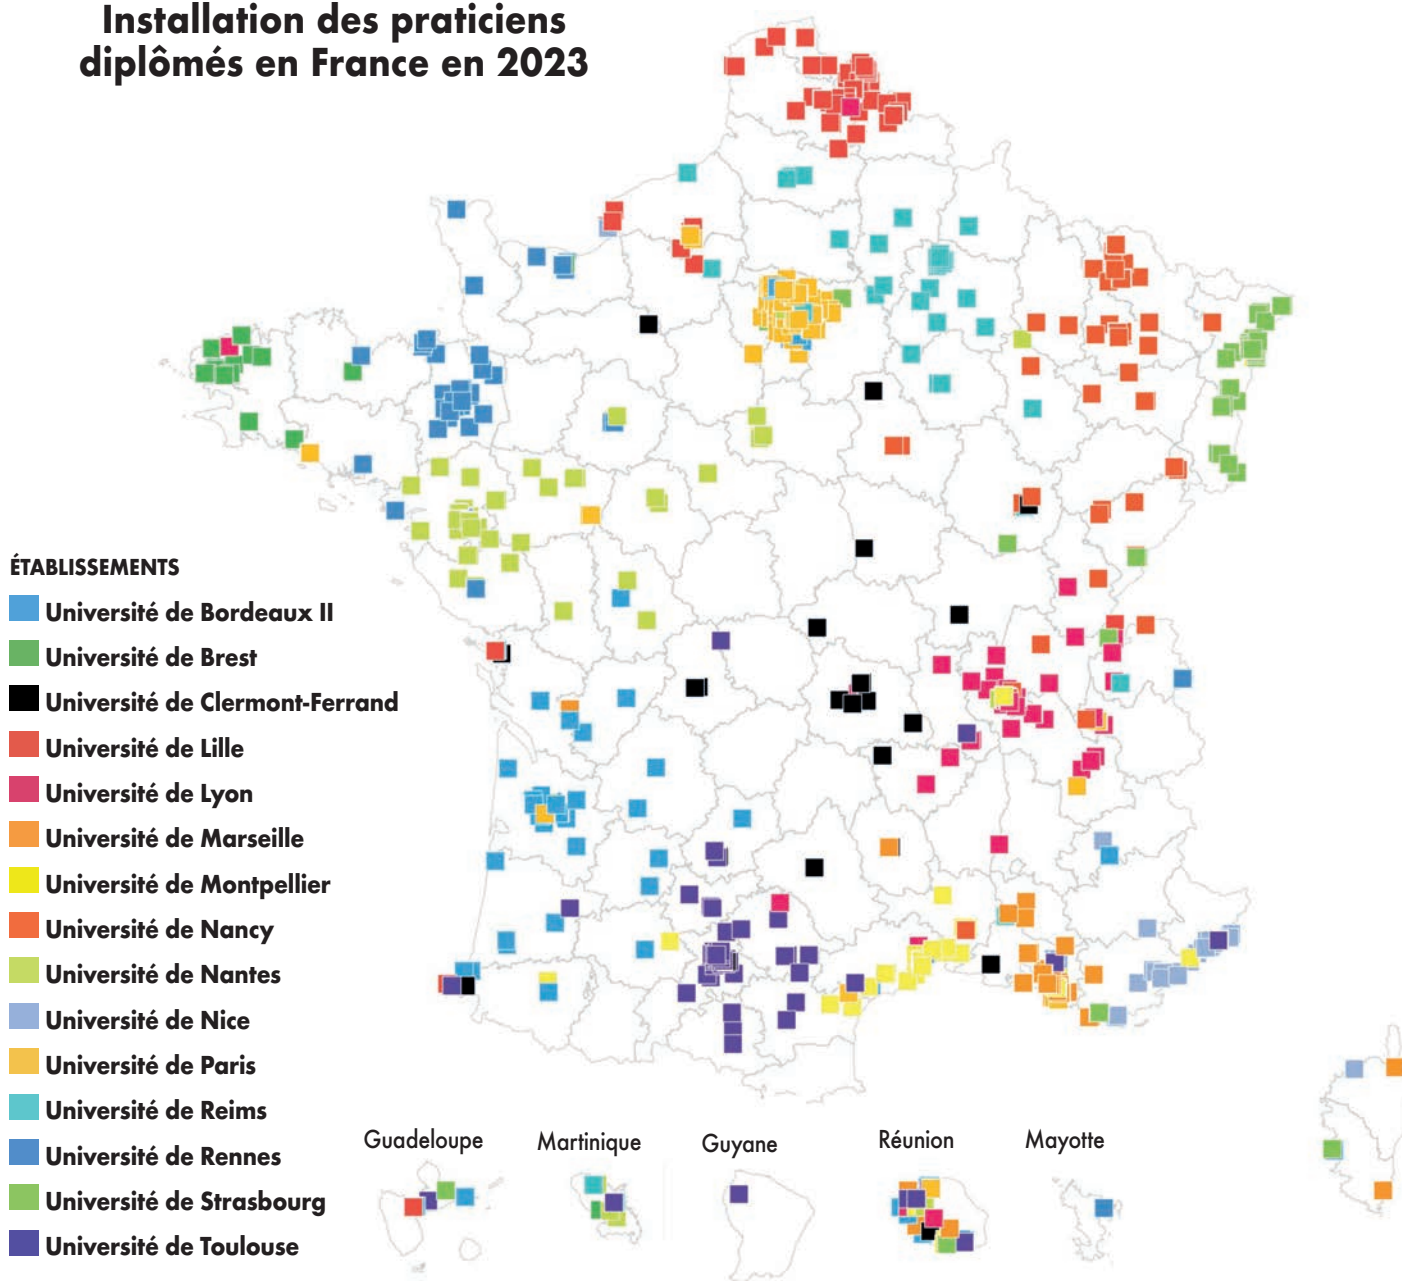 Installation des praticiens
diplômés en France en 2023
ÉTABLISSEMENTS
Université de Bordeaux II
Université de Brest
Université de Clermont-Ferrand
Université de Lille
Université de Lyon
Université de Marseille
Université de Montpellier
Université de Nancy
Université de Nantes
Université de Nice
Université de Paris
Université de Reims
Université de Rennes
Université de Strasbourg
Université de Toulouse
Guadeloupe
Martinique
Guyane
Réunion
Mayotte